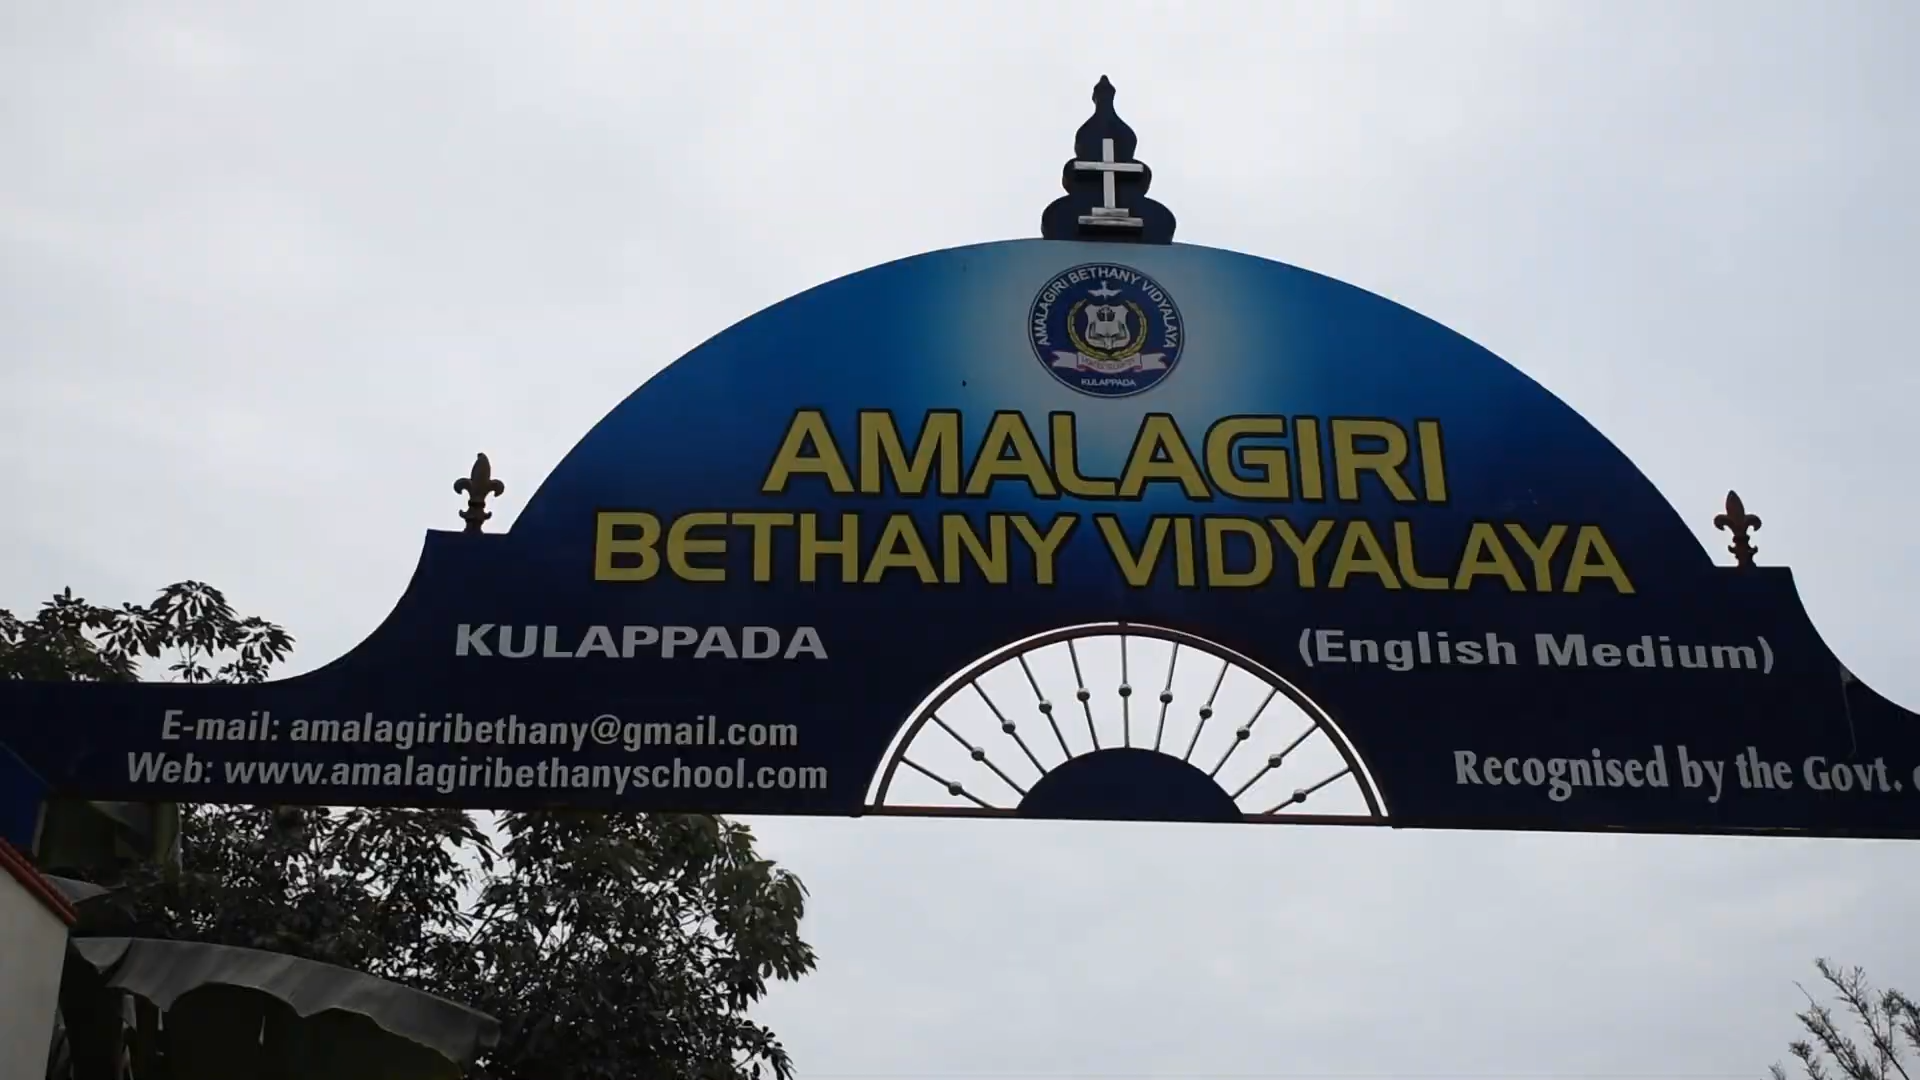 AMALAGIRI BETHANY VIDYALAYA
KULAPPADA
AMALAGIRI
BETHANY VIDYALAYA
KULAPPADA
(English Medium)
E-mail: amalagiribethany@gmail.com
Web: www.amalagiribethanyschool.com
Recognised by the Govt.